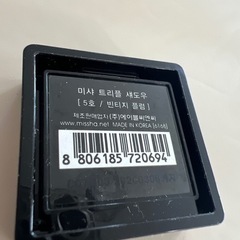 미샤 트리플 섀도우
[ 5호 / 빈티지 플럼 ]
제조판매업자 (주)에이블씨엔씨
www.missha.net MADE IN KOREA
8 806185 720694